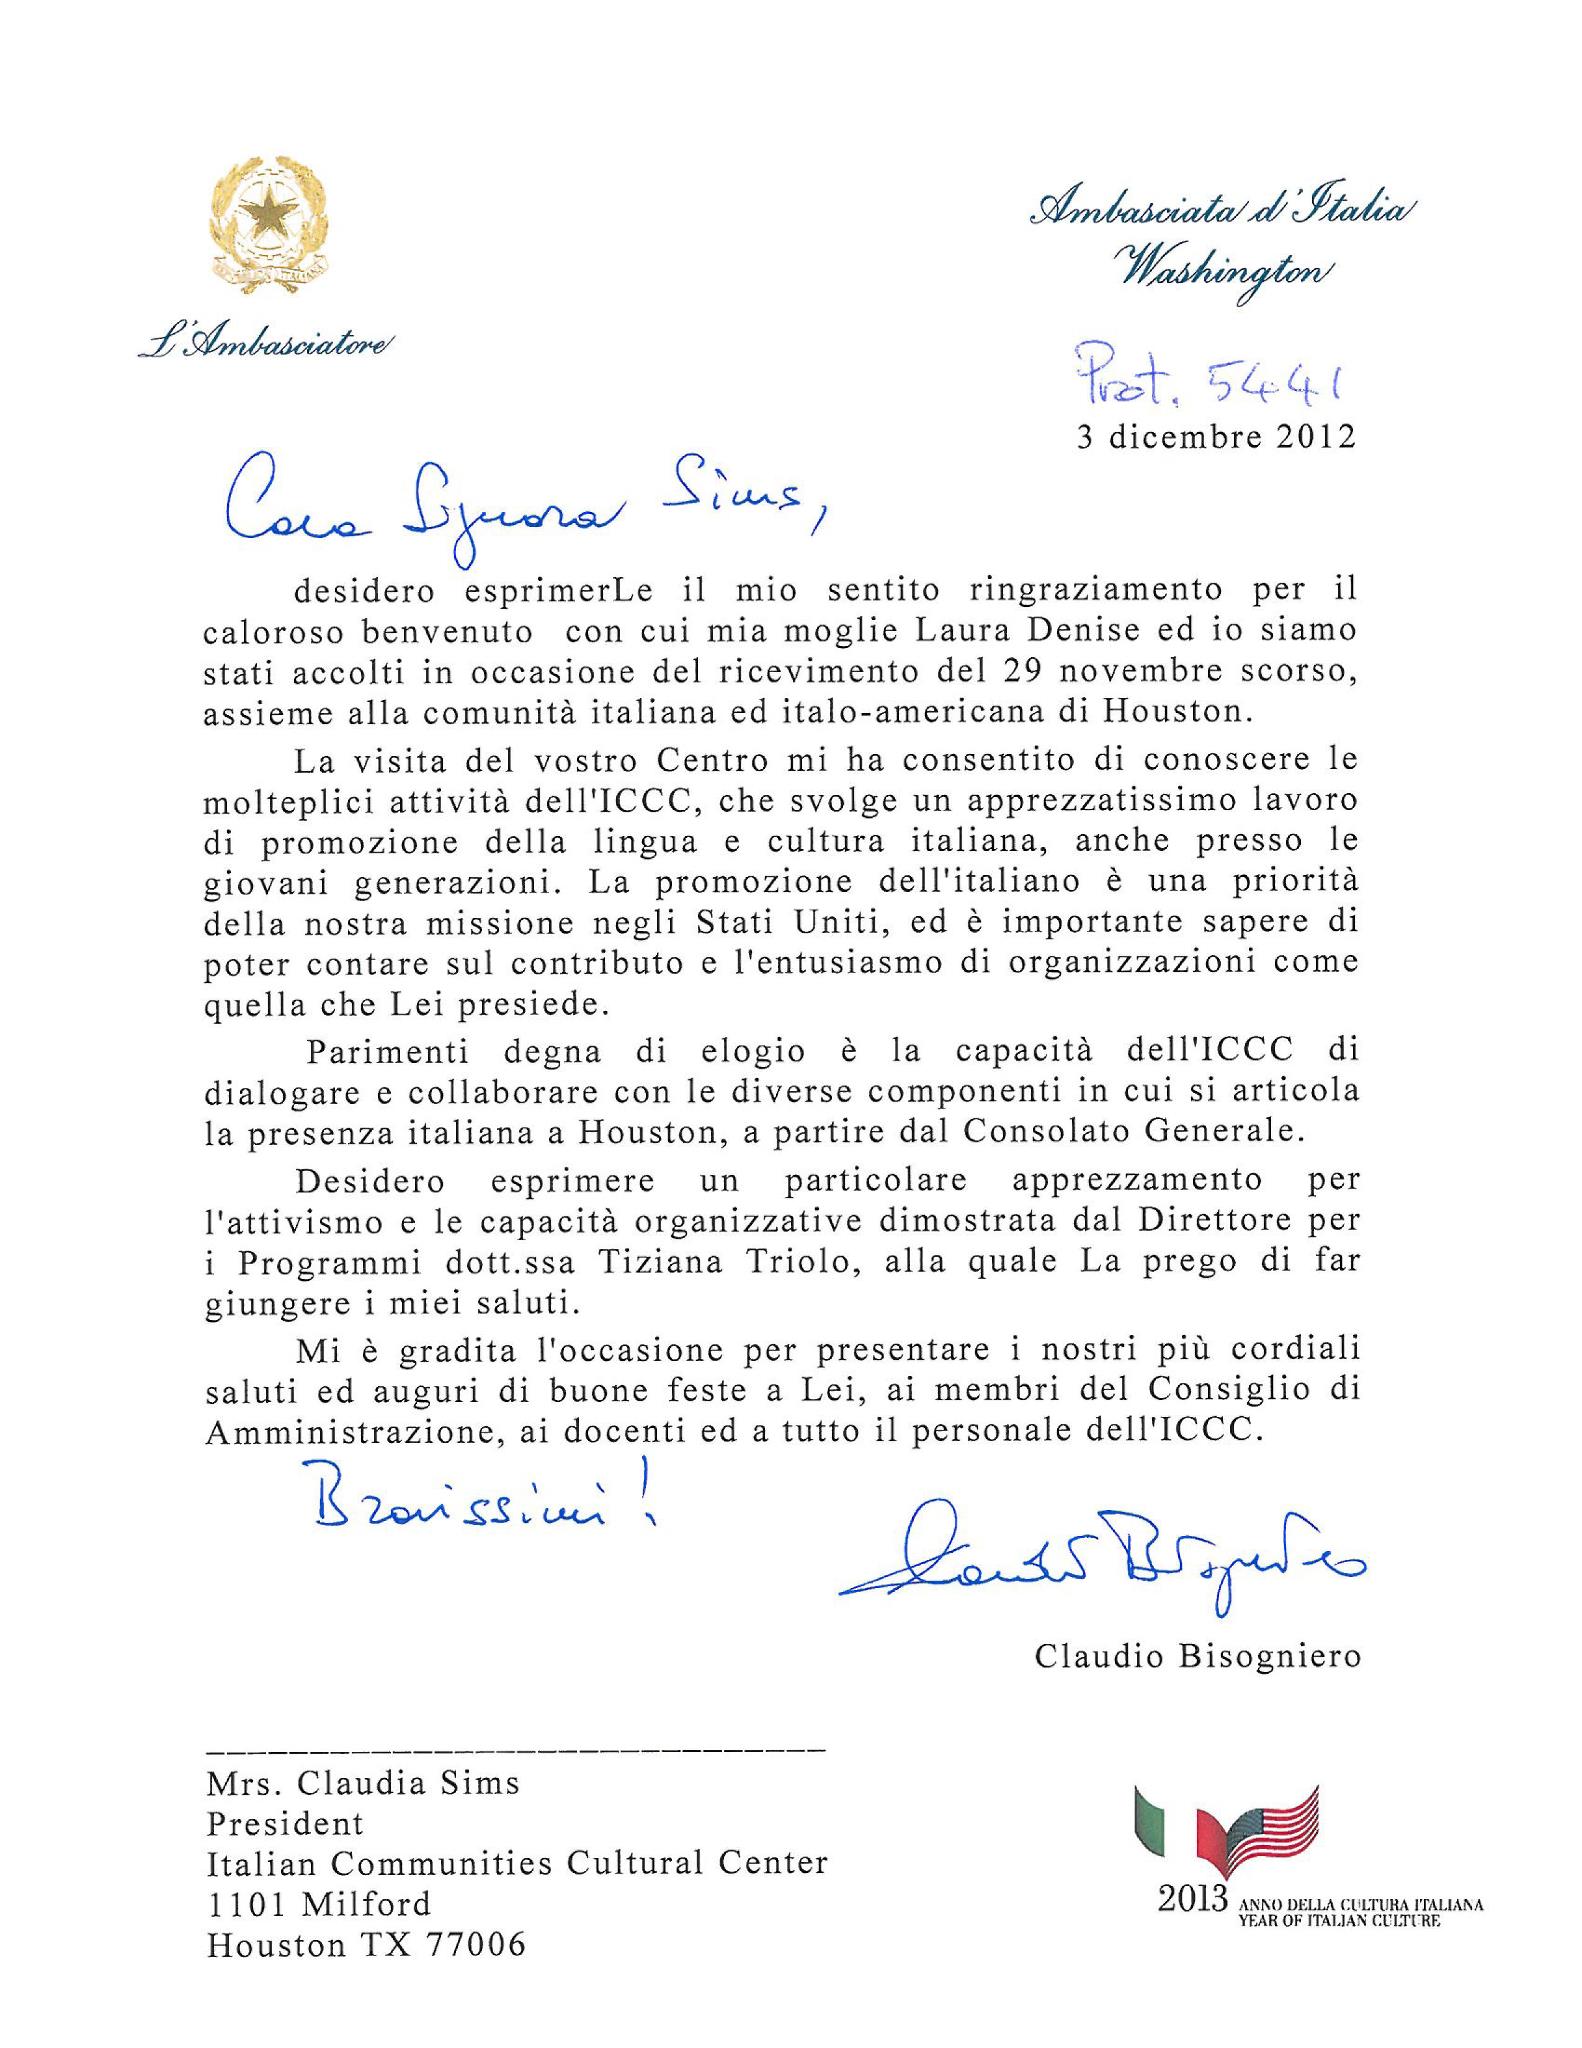 L'Ambasciatore
Ambasciata d'Italia
Washington
Prot. 5441
3 dicembre 2012
Cara Signora Sims,
desidero esprimerLe il mio sentito ringraziamento per il
caloroso benvenuto con cui mia moglie Laura Denise ed io siamo
stati accolti in occasione del ricevimento del 29 novembre scorso,
assieme alla comunità italiana ed italo-americana di Houston.
La visita del vostro Centro mi ha consentito di conoscere le
molteplici attività dell'ICCC, che svolge un apprezzatissimo lavoro
di promozione della lingua e cultura italiana, anche presso le
giovani generazioni. La promozione dell'italiano è una priorità
della nostra missione negli Stati Uniti, ed è importante sapere di
poter contare sul contributo e l'entusiasmo di organizzazioni come
quella che Lei presiede.
Parimenti degna di elogio è la capacità dell'ICCC di
dialogare e collaborare con le diverse componenti in cui si articola
la presenza italiana a Houston, a partire dal Consolato Generale.
Desidero esprimere un particolare apprezzamento per
l'attivismo e le capacità organizzative dimostrata dal Direttore per
i Programmi dott.ssa Tiziana Triolo, alla quale La prego di far
giungere i miei saluti.
Mi è gradita l'occasione per presentare i nostri più cordiali
saluti ed auguri di buone feste a Lei, ai membri del Consiglio di
Amministrazione, ai docenti ed a tutto il personale dell'ICCC.
Bravissimi!
Claudio Bisogniero
Claudio Bisogniero
Mrs. Claudia Sims
President
Italian Communities Cultural Center
1101 Milford
Houston TX 77006
2013 ANNO DELLA CULTURA ITALIANA
YEAR OF ITALIAN CULTURE